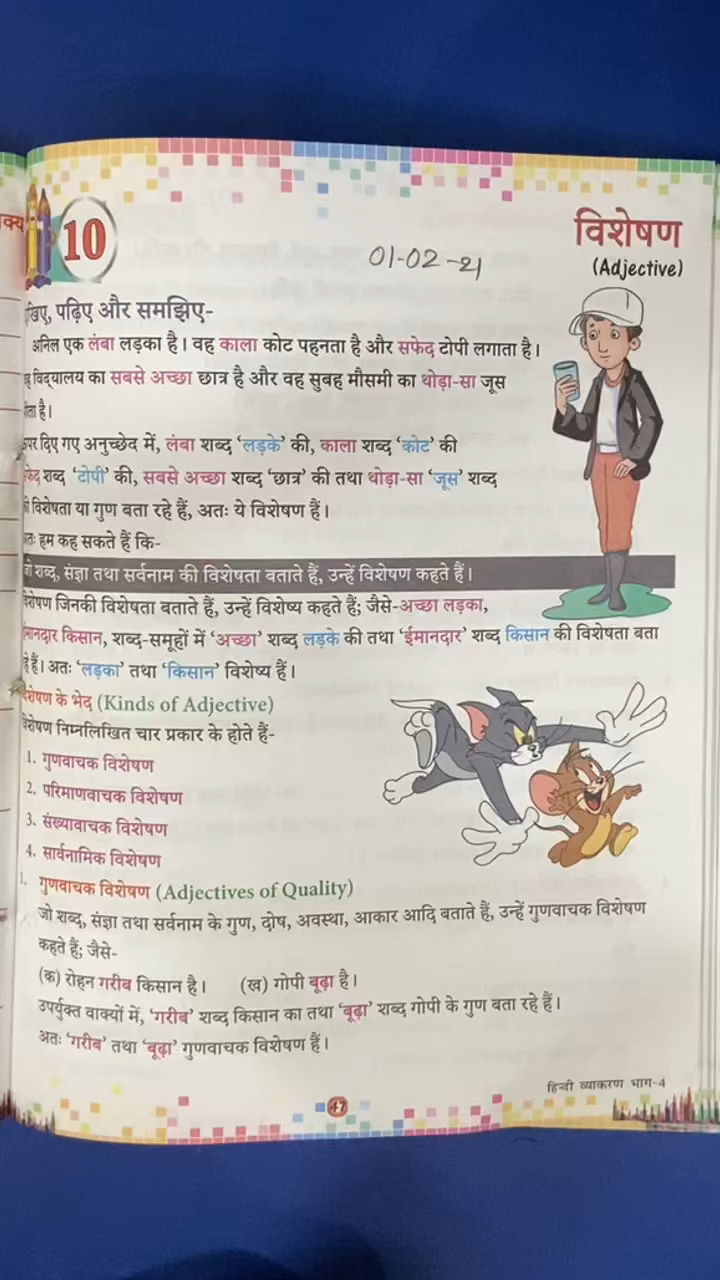 क्य
10
विशेषण
(Adjective)
01-02-21
खिए, पढ़िए और समझिए-
अनिल एक लंबा लड़का है। वह काला कोट पहनता है और सफेद टोपी लगाता है।
ह विद्यालय का सबसे अच्छा छात्र है और वह सुबह मौसमी का थोड़ा-सा जूस
ता है।
पर दिए गए अनुच्छेद में, लंबा शब्द ‘लड़के’ की, काला शब्द ‘कोट’ की
फेद शब्द ‘टोपी’ की, सबसे अच्छा शब्द ‘छात्र’ की तथा थोड़ा-सा ‘जूस’ शब्द
की विशेषता या गुण बता रहे हैं, अतः ये विशेषण हैं।
तः हम कह सकते हैं कि-
जो शब्द, संज्ञा तथा सर्वनाम की विशेषता बताते हैं, उन्हें विशेषण कहते हैं।
विशेषण जिनकी विशेषता बताते हैं, उन्हें विशेष्य कहते हैं; जैसे-अच्छा लड़का,
मानदार किसान, शब्द-समूहों में ‘अच्छा’ शब्द लड़के की तथा ‘ईमानदार’ शब्द किसान की विशेषता बता
हे हैं। अतः ‘लड़का’ तथा ‘किसान’ विशेष्य हैं।
शेषण के भेद (Kinds of Adjective)
विशेषण निम्नलिखित चार प्रकार के होते हैं-
1. गुणवाचक विशेषण
2. परिमाणवाचक विशेषण
3. संख्यावाचक विशेषण
4. सार्वनामिक विशेषण
1. गुणवाचक विशेषण (Adjectives of Quality)
जो शब्द, संज्ञा तथा सर्वनाम के गुण, दोष, अवस्था, आकार आदि बताते हैं, उन्हें गुणवाचक विशेषण
कहते हैं; जैसे-
(क) रोहन गरीब किसान है। (ख) गोपी बूढ़ा है।
उपर्युक्त वाक्यों में, ‘गरीब’ शब्द किसान का तथा ‘बूढ़ा’ शब्द गोपी के गुण बता रहे हैं।
अतः ‘गरीब’ तथा ‘बूढ़ा’ गुणवाचक विशेषण हैं।
हिन्दी व्याकरण भाग-4
47